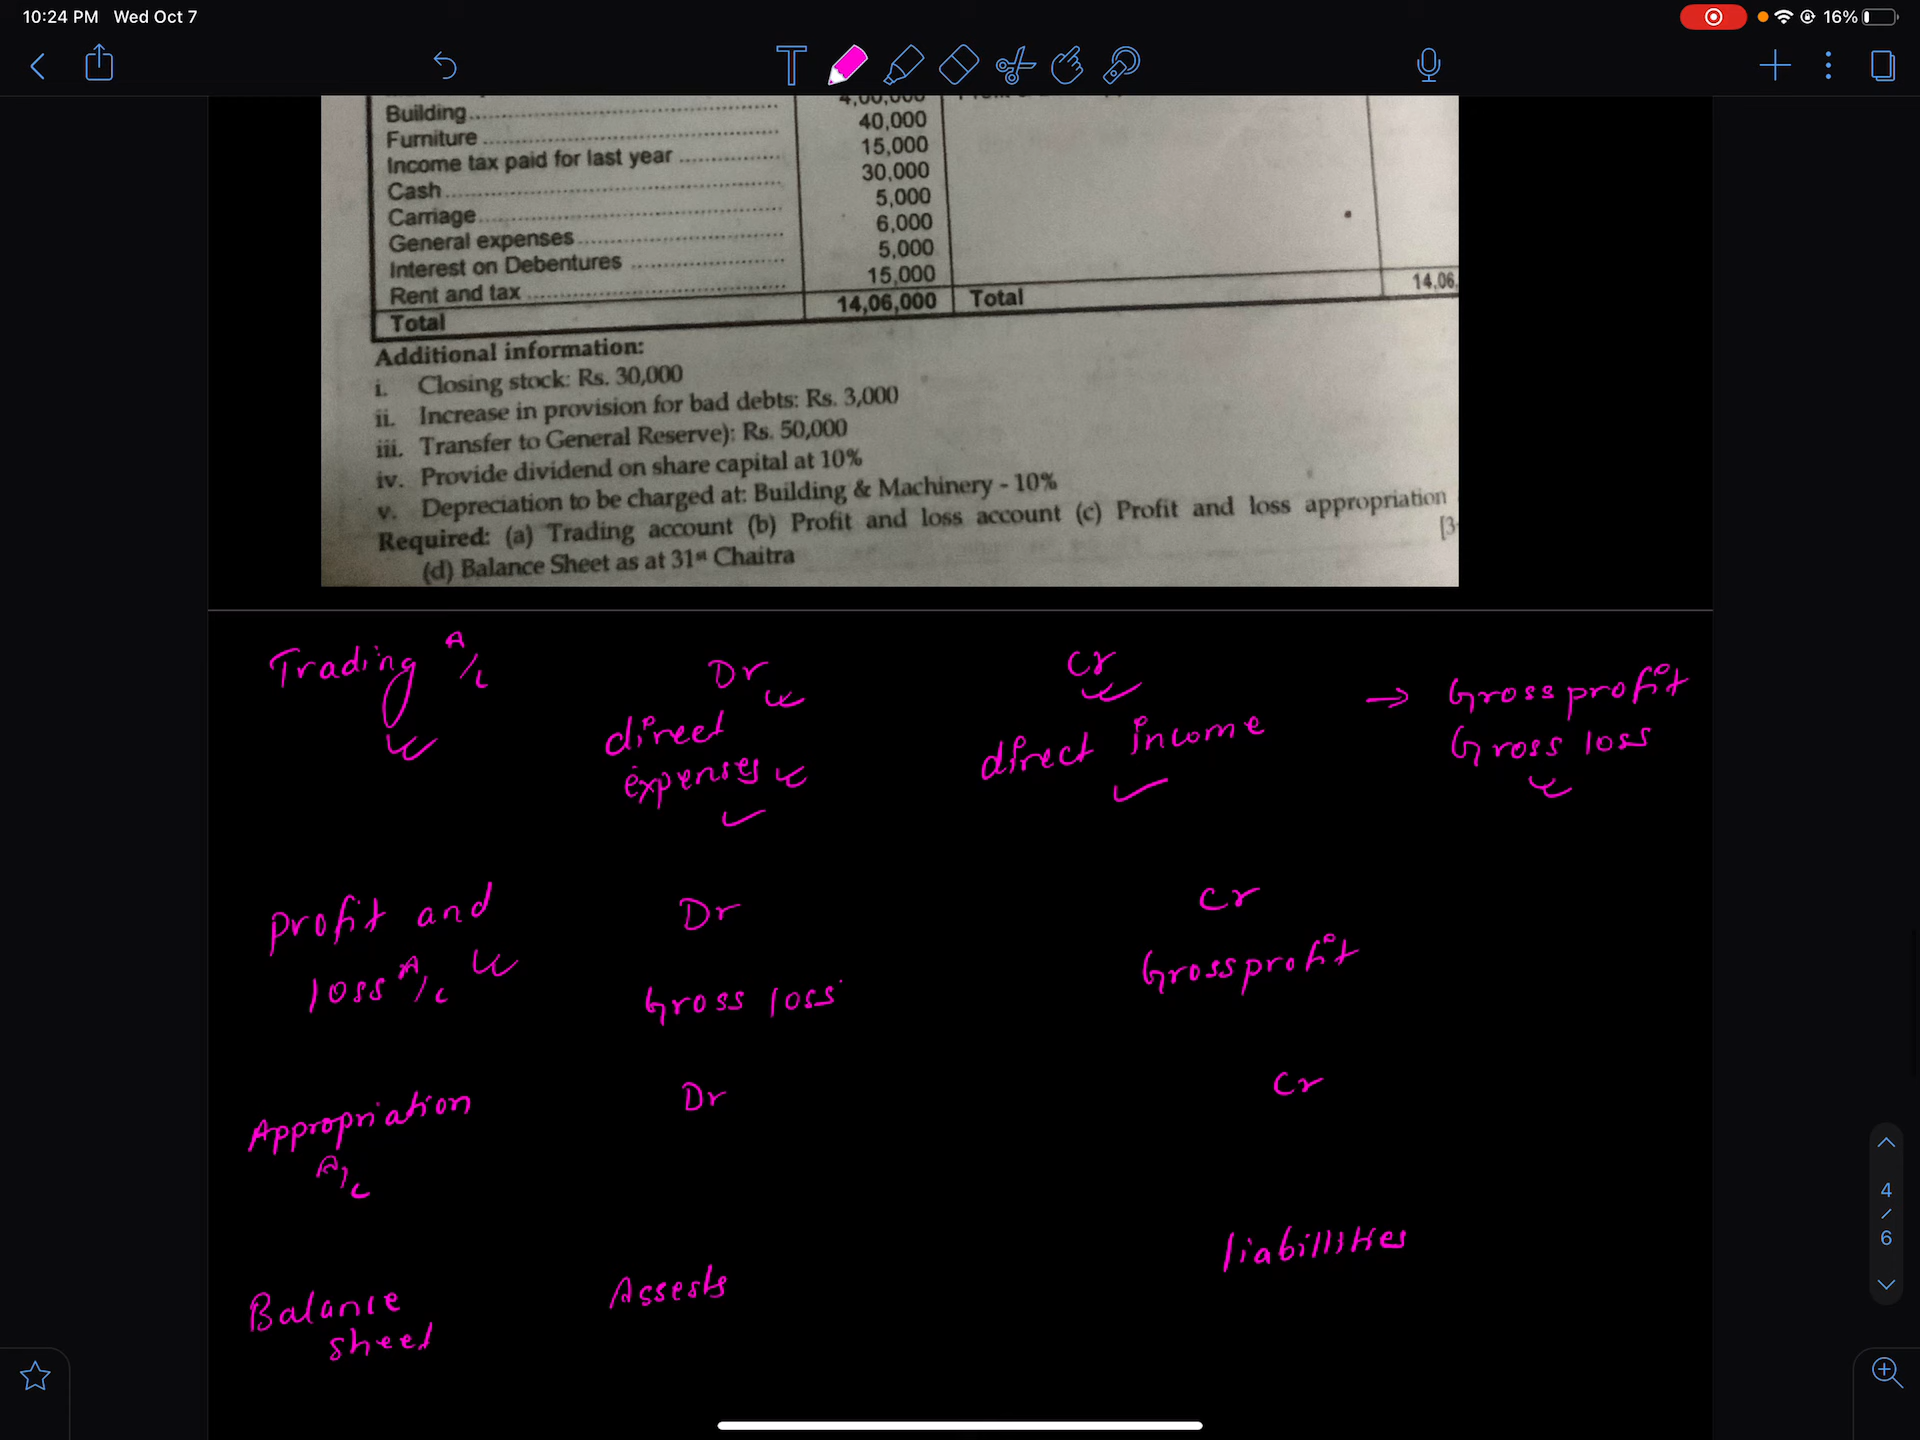 10:24 PM Wed Oct 7
16%
T
Building
4,00,000
Furniture
40,000
Income tax paid for last year
15,000
Cash
30,000
Carriage
5,000
General expenses
6,000
Interest on Debentures
5,000
Rent and tax
15,000
Total 14,06,000 Total 14,06,
Additional information:
i. Closing stock: Rs. 30,000
ii. Increase in provision for bad debts: Rs. 3,000
iii. Transfer to General Reserve): Rs. 50,000
iv. Provide dividend on share capital at 10%
v. Depreciation to be charged at: Building & Machinery - 10%
Required: (a) Trading account (b) Profit and loss account (c) Profit and loss appropriation
[3
(d) Balance Sheet as at 31st Chaitra
Trading A/c
Dr
direct
expenses
Cr
direct income
→ Gross profit
Gross loss
profit and
loss A/c
Dr
Gross loss
Cr
Gross profit
Appropriation
A/c
Dr
Cr
Balance
sheet
Assests
liabillities
4
/
6